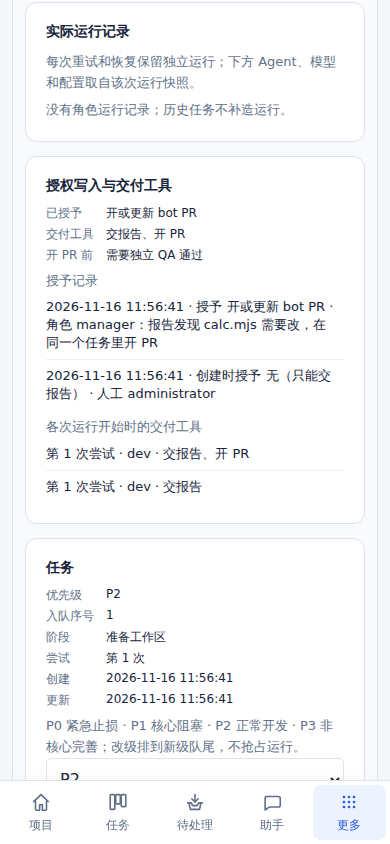 实际运行记录
每次重试和恢复保留独立运行；下方 Agent、模型
和配置取自该次运行快照。
没有角色运行记录；历史任务不补造运行。
授权写入与交付工具
已授予 开或更新 bot PR
交付工具 交报告、开 PR
开 PR 前 需要独立 QA 通过
授予记录
2026-11-16 11:56:41 · 授予 开或更新 bot PR ·
角色 manager：报告发现 calc.mjs 需要改，在
同一个任务里开 PR
2026-11-16 11:56:41 · 创建时授予 无（只能交
报告） · 人工 administrator
各次运行开始时的交付工具
第 1 次尝试 · dev · 交报告、开 PR
第 1 次尝试 · dev · 交报告
任务
优先级 P2
入队序号 1
阶段 准备工作区
尝试 第 1 次
创建 2026-11-16 11:56:41
更新 2026-11-16 11:56:41
P0 紧急止损 · P1 核心阻塞 · P2 正常开发 · P3 非
核心完善；改级排到新级队尾，不抢占运行。
P2
项目 任务 待处理 助手 更多